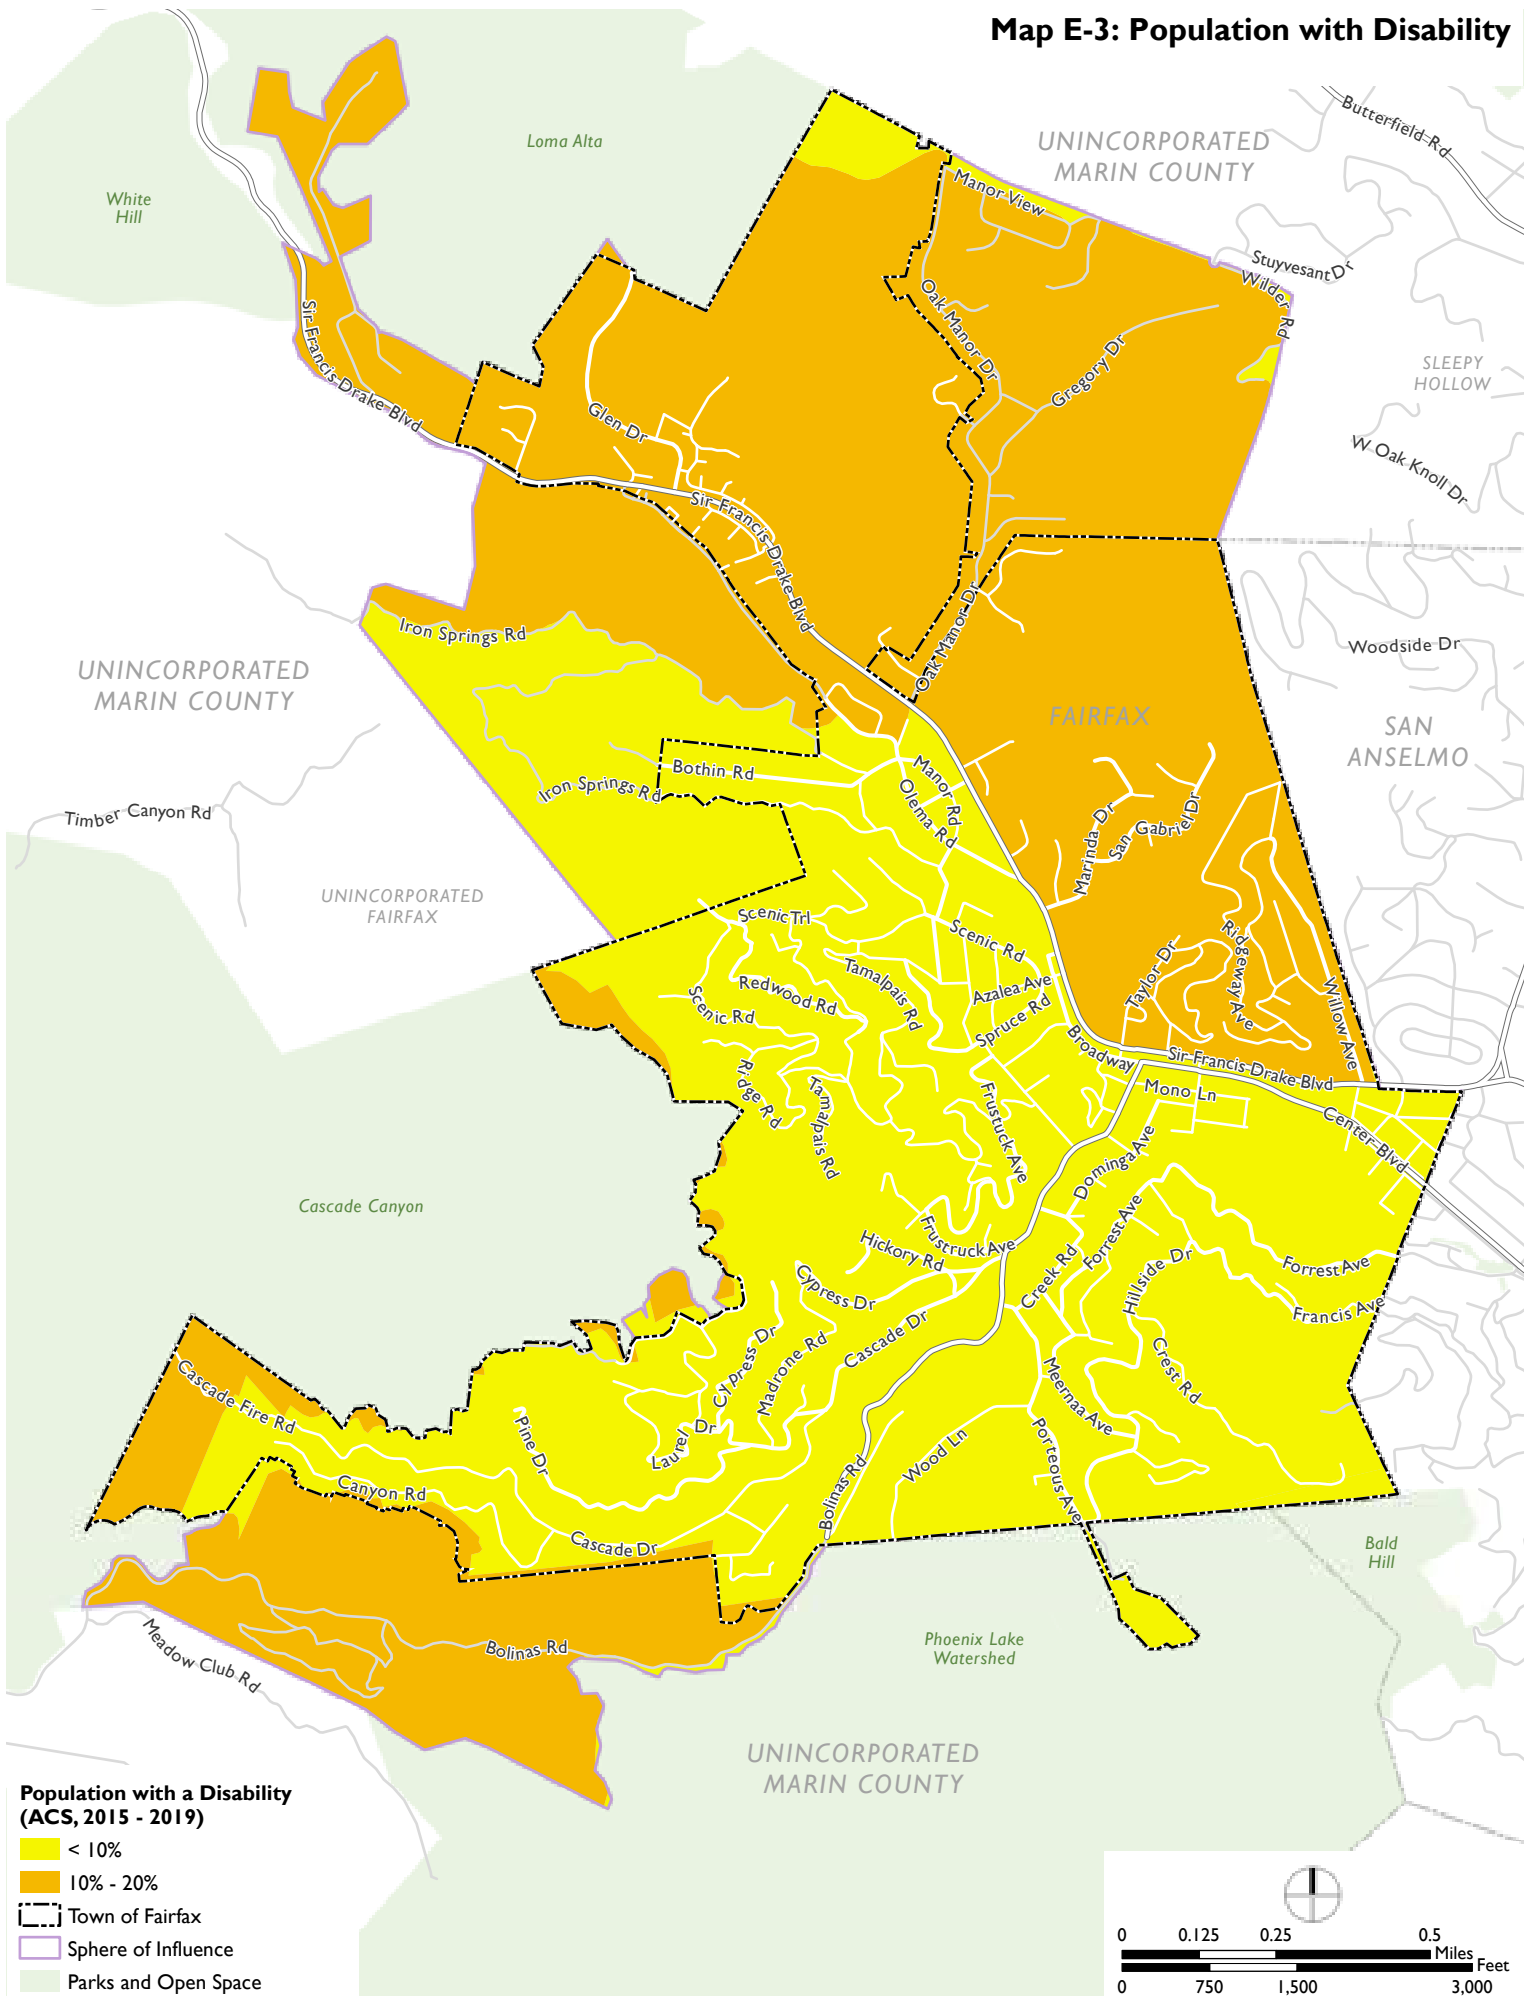 Map E-3: Population with Disability
Butterfield Rd
UNINCORPORATED
MARIN COUNTY
Loma Alta
White
Hill
Manor View
Stuyvesant Dr
Wilder Rd
Oak Manor Dr
Sir Francis Drake Blvd
Gregory Dr
SLEEPY
HOLLOW
Glen Dr
W Oak Knoll Dr
Sir Francis Drake Blvd
Oak Manor Dr
Iron Springs Rd
Woodside Dr
UNINCORPORATED
MARIN COUNTY
FAIRFAX
SAN
ANSELMO
Bothin Rd
Manor Rd
Iron Springs Rd
Olema Rd
Timber Canyon Rd
Marinda Dr
San Gabriel Dr
UNINCORPORATED
FAIRFAX
Scenic Trl
Scenic Rd
Tamalpais Rd
Redwood Rd
Azalea Ave
Taylor Dr
Ridgeway Ave
Willow Ave
Scenic Rd
Spruce Rd
Broadway
Sir Francis Drake Blvd
Ridge Rd
Tamalpais Rd
Frustuck Ave
Mono Ln
Center Blvd
Dominga Ave
Cascade Canyon
Frustruck Ave
Hickory Rd
Forrest Ave
Creek Rd
Hillside Dr
Forrest Ave
Cypress Dr
Francis Ave
Cascade Dr
Cypress Dr
Madrone Rd
Crest Rd
Cascade Fire Rd
Meernaa Ave
Pine Dr
Laurel Dr
Wood Ln
Porteous Ave
Canyon Rd
Bolinas Rd
Cascade Dr
Bald
Hill
Meadow Club Rd
Bolinas Rd
Phoenix Lake
Watershed
UNINCORPORATED
MARIN COUNTY
Population with a Disability
(ACS, 2015 - 2019)
< 10%
10% - 20%
Town of Fairfax
Sphere of Influence
Parks and Open Space
0 0.125 0.25 0.5
Miles
Feet
0 750 1,500 3,000